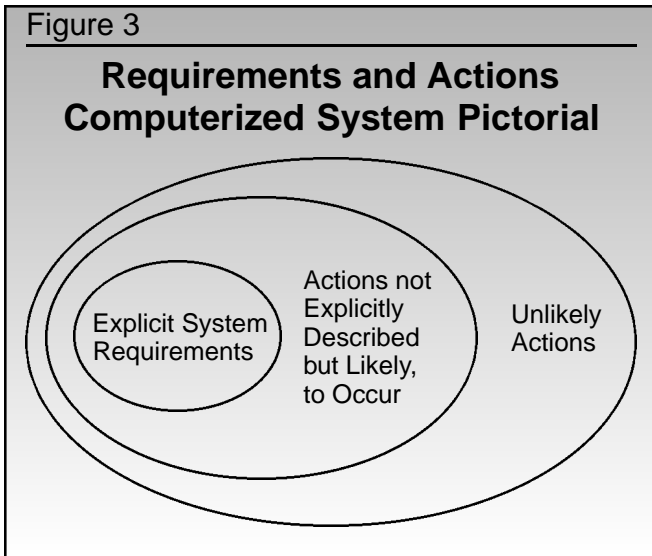 Figure 3
Requirements and Actions
Computerized System Pictorial
Explicit System
Requirements
Actions not
Explicitly
Described
but Likely,
to Occur
Unlikely
Actions